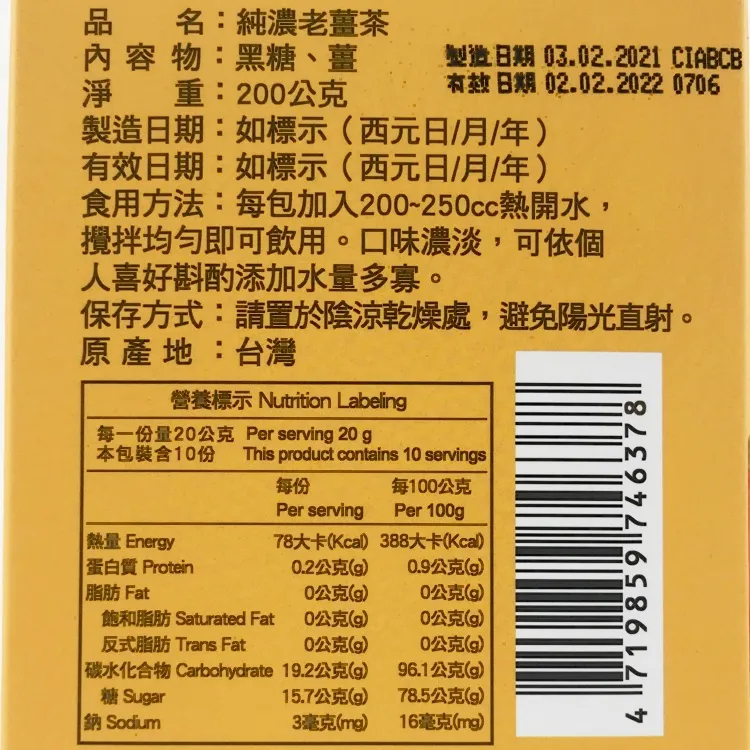 品　　名：純濃老薑茶
內 容 物：黑糖、薑
製造日期 03.02.2021 CIABCB
有效日期 02.02.2022 0706
淨　　重：200公克
製造日期：如標示（西元日/月/年）
有效日期：如標示（西元日/月/年）
食用方法：每包加入200~250cc熱開水，
攪拌均勻即可飲用。口味濃淡，可依個
人喜好斟酌添加水量多寡。
保存方式：請置於陰涼乾燥處，避免陽光直射。
原 產 地 ：台灣
營養標示 Nutrition Labeling
每一份量20公克 Per serving 20 g
本包裝含10份 This product contains 10 servings
每份 每100公克
Per serving Per 100g
熱量 Energy 78大卡(Kcal) 388大卡(Kcal)
蛋白質 Protein 0.2公克(g) 0.9公克(g)
脂肪 Fat 0公克(g) 0公克(g)
飽和脂肪 Saturated Fat 0公克(g) 0公克(g)
反式脂肪 Trans Fat 0公克(g) 0公克(g)
碳水化合物 Carbohydrate 19.2公克(g) 96.1公克(g)
糖 Sugar 15.7公克(g) 78.5公克(g)
鈉 Sodium 3毫克(mg) 16毫克(mg)
4 719859 746378